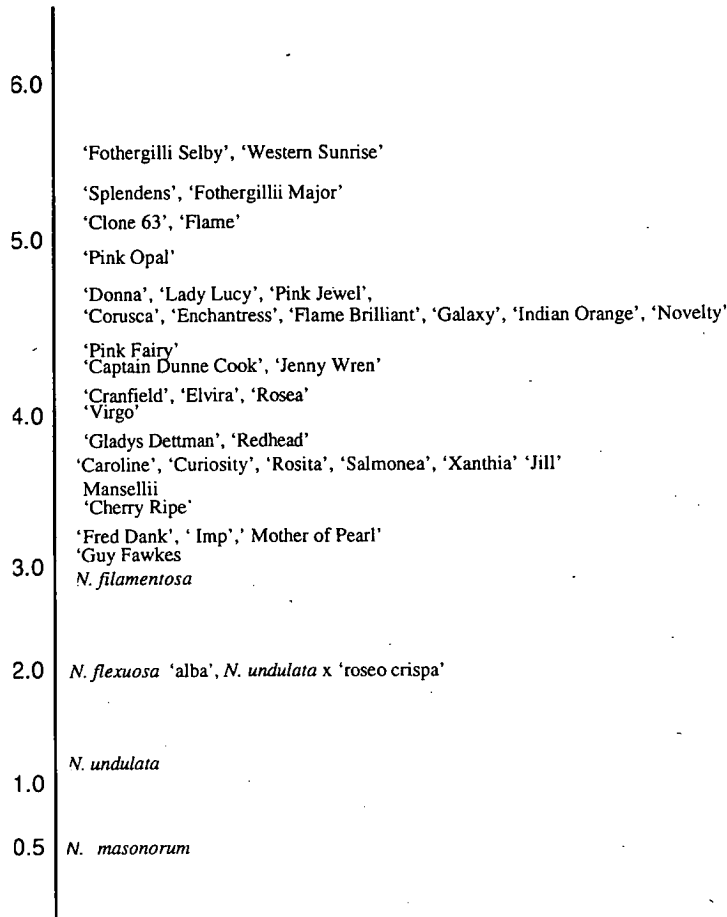 6.0
‘Fothergilli Selby’, ‘Western Sunrise’
‘Splendens’, ‘Fothergillii Major’
‘Clone 63’, ‘Flame’
5.0
‘Pink Opal’
‘Donna’, ‘Lady Lucy’, ‘Pink Jewel’,
‘Corusca’, ‘Enchantress’, ‘Flame Brilliant’, ‘Galaxy’, ‘Indian Orange’, ‘Novelty’
‘Pink Fairy’
‘Captain Dunne Cook’, ‘Jenny Wren’
‘Cranfield’, ‘Elvira’, ‘Rosea’
4.0 ‘Virgo’
‘Gladys Dettman’, ‘Redhead’
‘Caroline’, ‘Curiosity’, ‘Rosita’, ‘Salmonea’, ‘Xanthia’ ‘Jill’
Mansellii
‘Cherry Ripe’
‘Fred Dank’, ‘ Imp’,’ Mother of Pearl’
‘Guy Fawkes
3.0
N. filamentosa
2.0 N. flexuosa ‘alba’, N. undulata x ‘roseo crispa’
N. undulata
1.0
0.5 N. masonorum